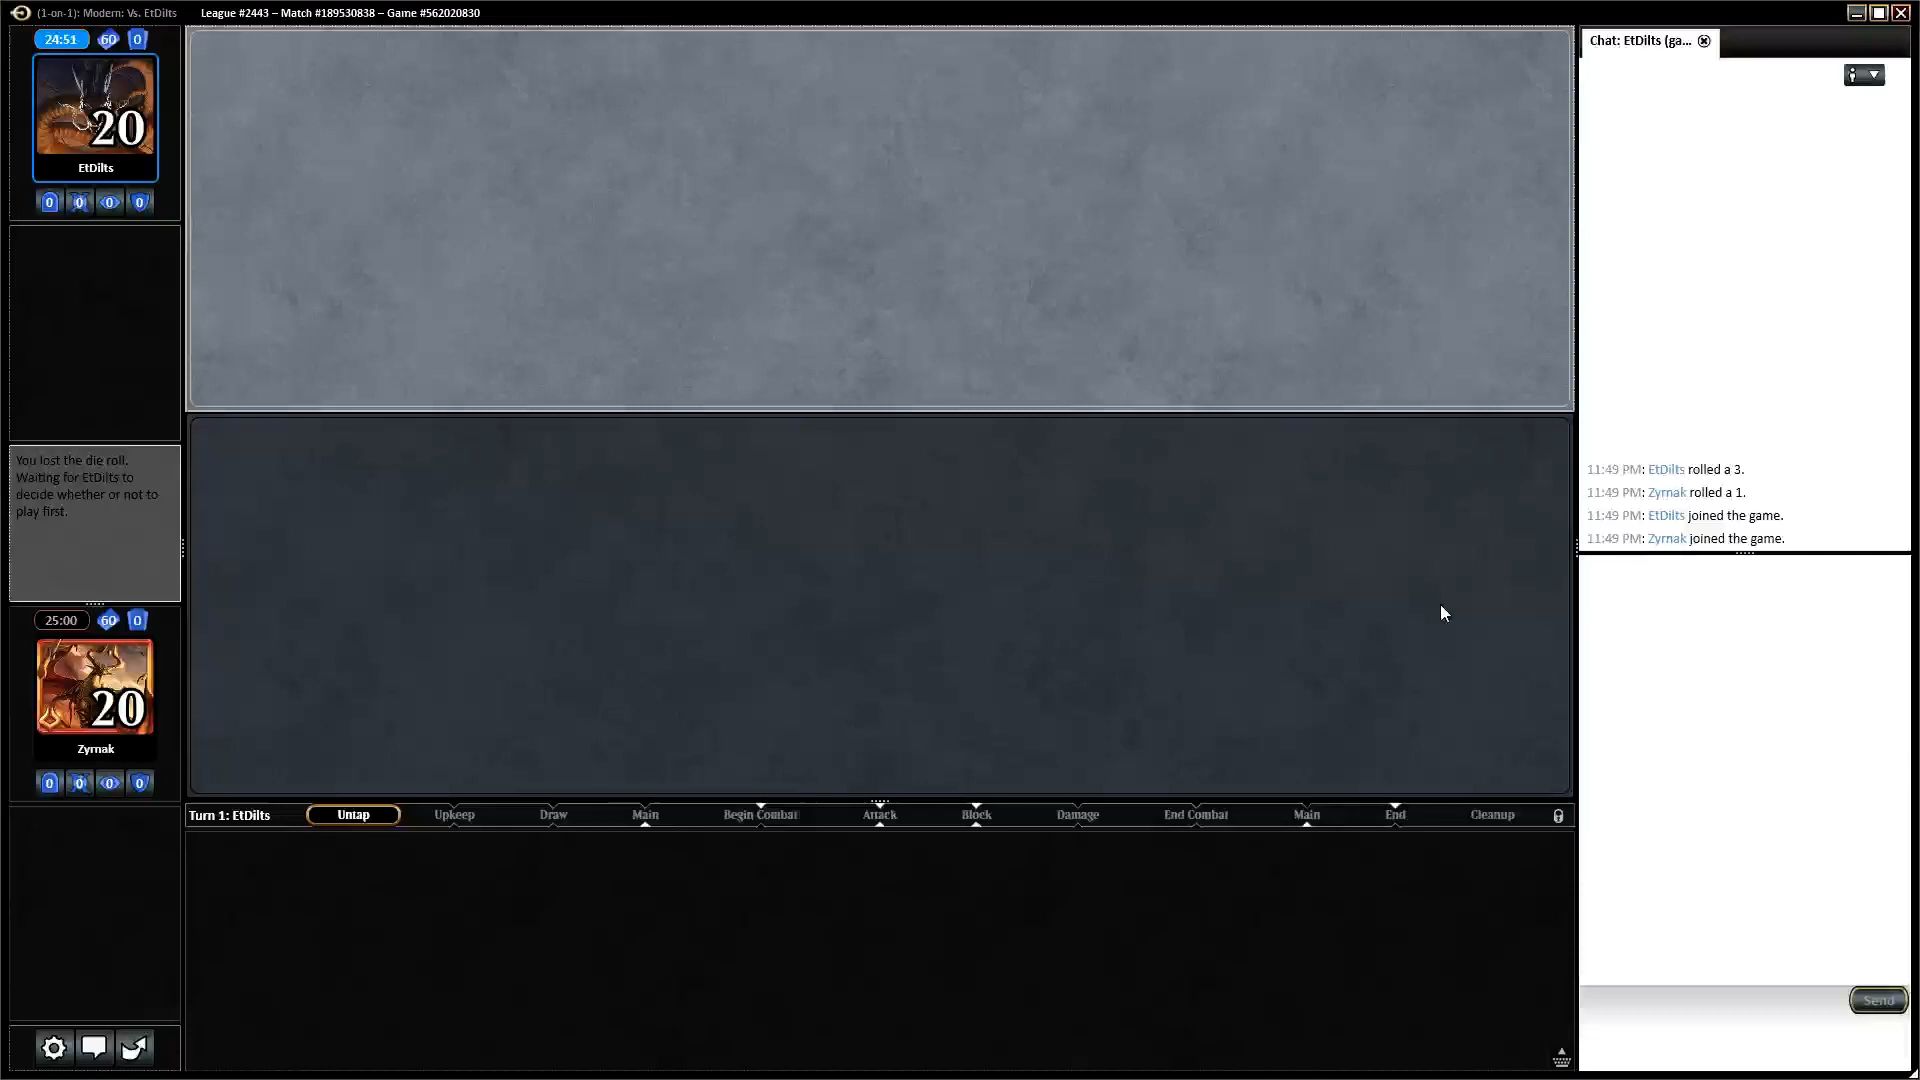 (1-on-1): Modern: Vs. EtDilts
League #2443 – Match #189530838 – Game #562020830
24:51
60
0
20
EtDilts
0
0
0
0
You lost the die roll.
Waiting for EtDilts to
decide whether or not to
play first.
25:00
60
0
20
Zyrnak
0
0
0
0
Turn 1: EtDilts
Untap
Upkeep
Draw
Main
Begin Combat
Attack
Block
Damage
End Combat
Main
End
Cleanup
Chat: EtDilts (ga...
11:49 PM: EtDilts rolled a 3.
11:49 PM: Zyrnak rolled a 1.
11:49 PM: EtDilts joined the game.
11:49 PM: Zyrnak joined the game.
Send